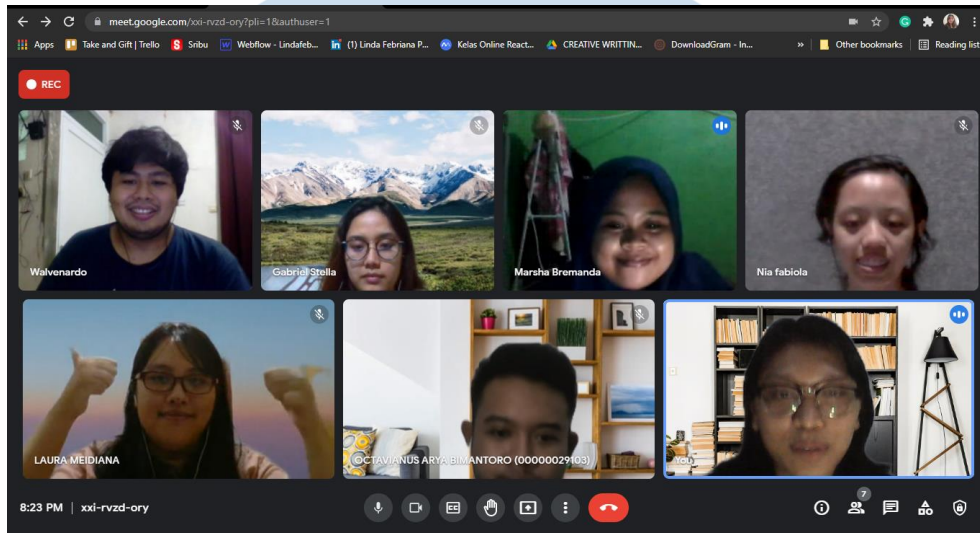 meet.google.com/xxi-rvzd-ory?pli=1&authuser=1
Apps Take and Gift | Trello Sribu Webflow - Lindafeb... (1) Linda Febriana P... Kelas Online React... CREATIVE WRITTIN... DownloadGram - In... » Other bookmarks Reading list
REC
Walvenardo
Gabriel Stella
Marsha Bremanda
Nia fabiola
LAURA MEIDIANA
OCTAVIANUS ARYA BIMANTORO (00000029103)
You
8:23 PM | xxi-rvzd-ory
CC
7